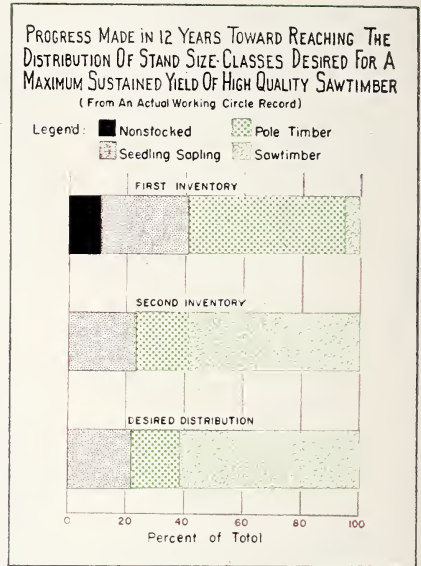 PROGRESS MADE IN 12 YEARS TOWARD REACHING THE
DISTRIBUTION OF STAND SIZE-CLASSES DESIRED FOR A
MAXIMUM SUSTAINED YIELD OF HIGH QUALITY SAWTIMBER
(From An Actual Working Circle Record)
Legend: Nonstocked Pole Timber
Seedling Sapling Sawtimber
FIRST INVENTORY
SECOND INVENTORY
DESIRED DISTRIBUTION
0 20 40 60 80 100
Percent of Total